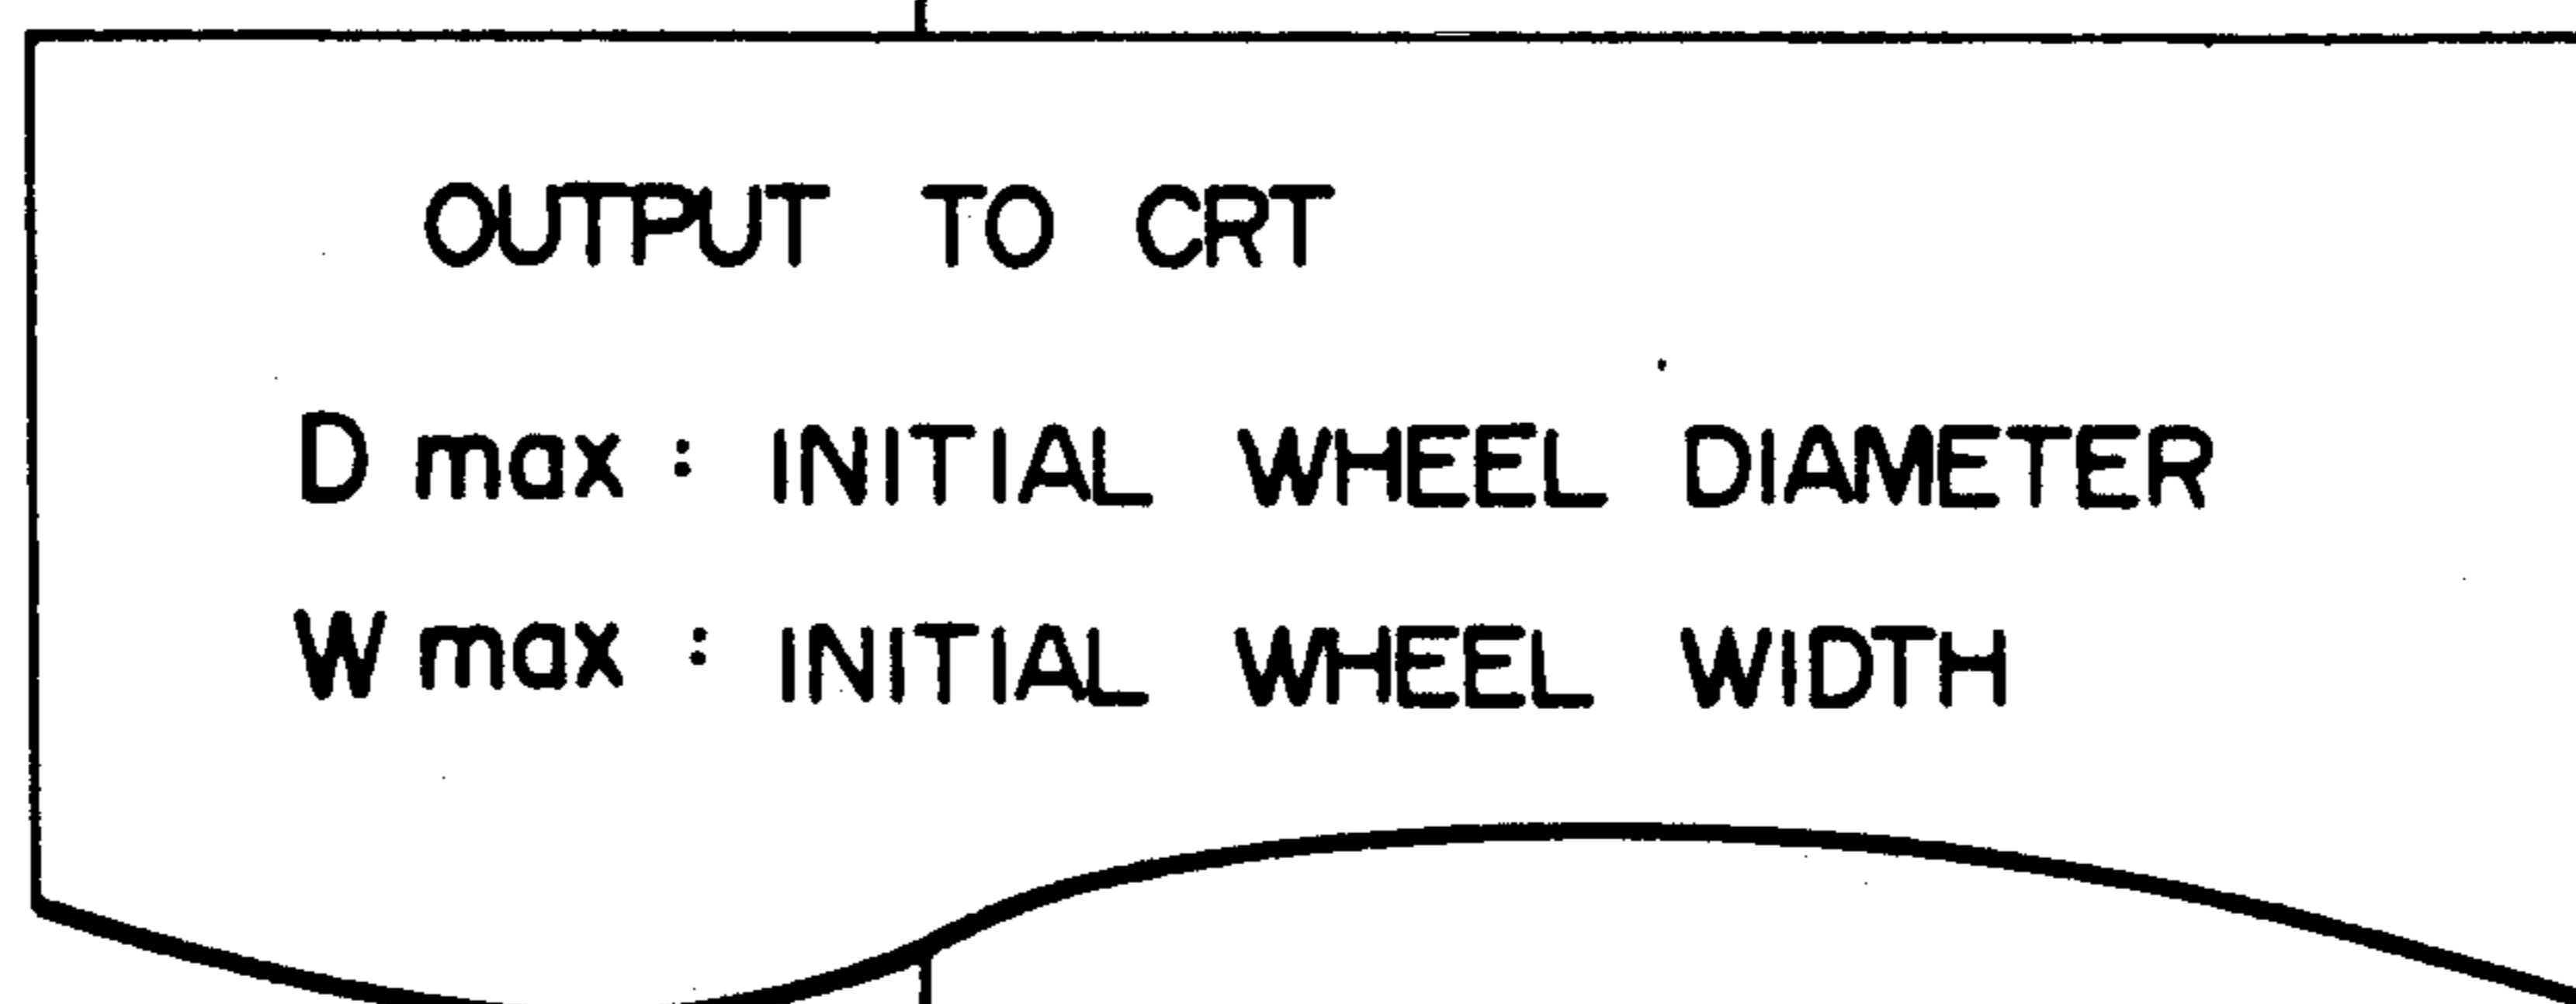 OUTPUT TO CRT
D max : INITIAL WHEEL DIAMETER
W max : INITIAL WHEEL WIDTH